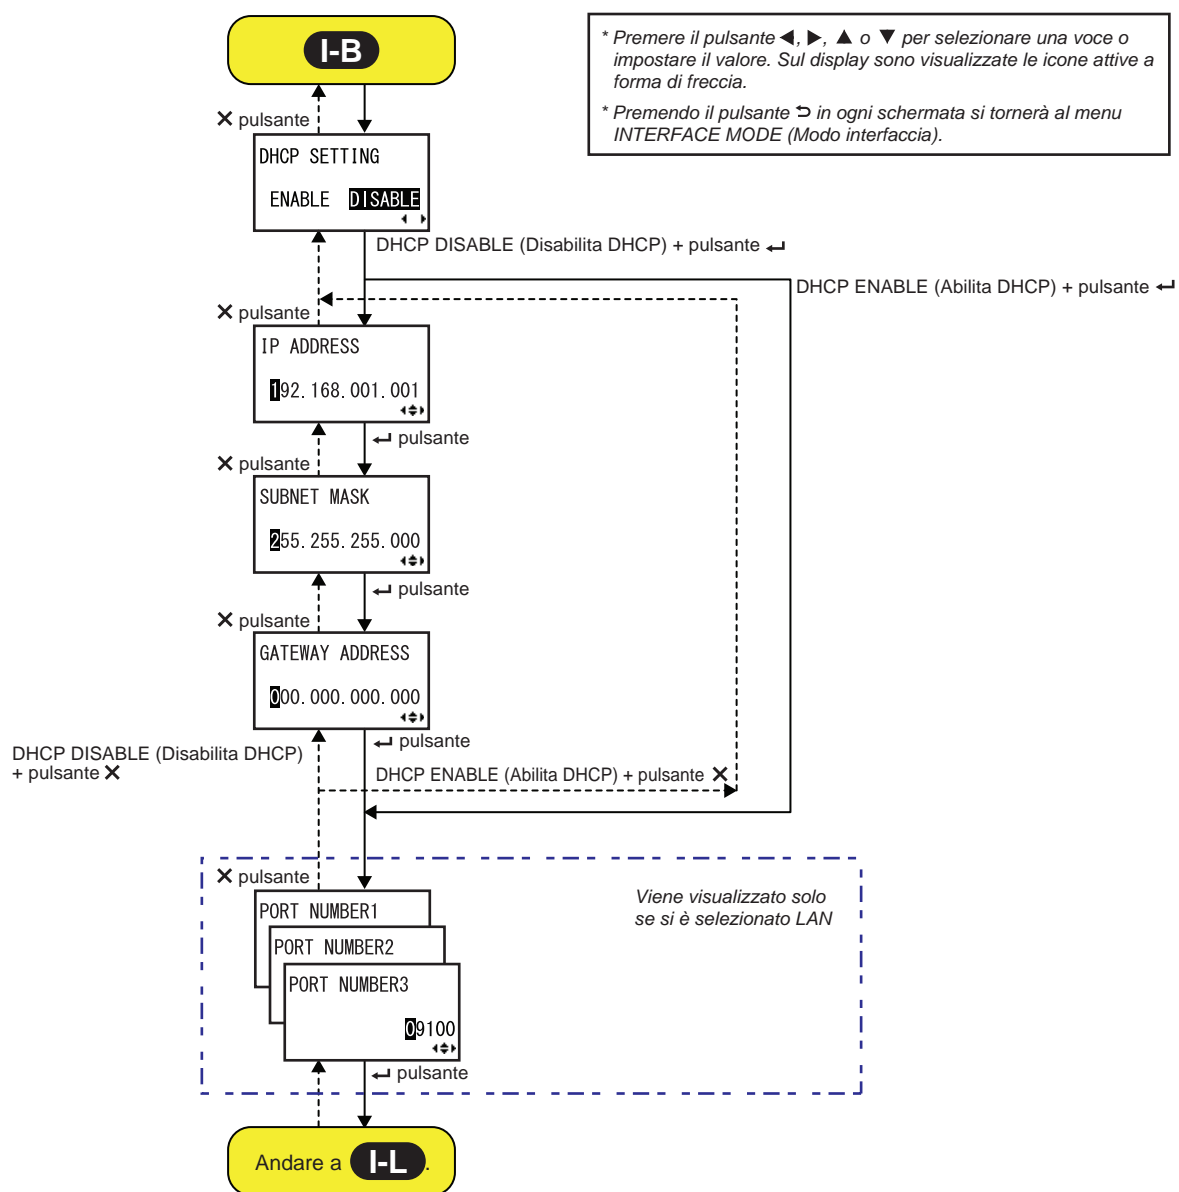 I-B
* Premere il pulsante ◀, ▶, ▲ o ▼ per selezionare una voce o
impostare il valore. Sul display sono visualizzate le icone attive a
forma di freccia.
* Premendo il pulsante ⮌ in ogni schermata si tornerà al menu
INTERFACE MODE (Modo interfaccia).
✕ pulsante
DHCP SETTING
ENABLE DISABLE
DHCP DISABLE (Disabilita DHCP) + pulsante ↵
DHCP ENABLE (Abilita DHCP) + pulsante ↵
✕ pulsante
IP ADDRESS
192.168.001.001
↵ pulsante
✕ pulsante
SUBNET MASK
255.255.255.000
↵ pulsante
✕ pulsante
GATEWAY ADDRESS
000.000.000.000
↵ pulsante
DHCP DISABLE (Disabilita DHCP)
+ pulsante ✕
DHCP ENABLE (Abilita DHCP) + pulsante ✕
✕ pulsante
Viene visualizzato solo
se si è selezionato LAN
PORT NUMBER1
PORT NUMBER2
PORT NUMBER3
09100
↵ pulsante
Andare a I-L.